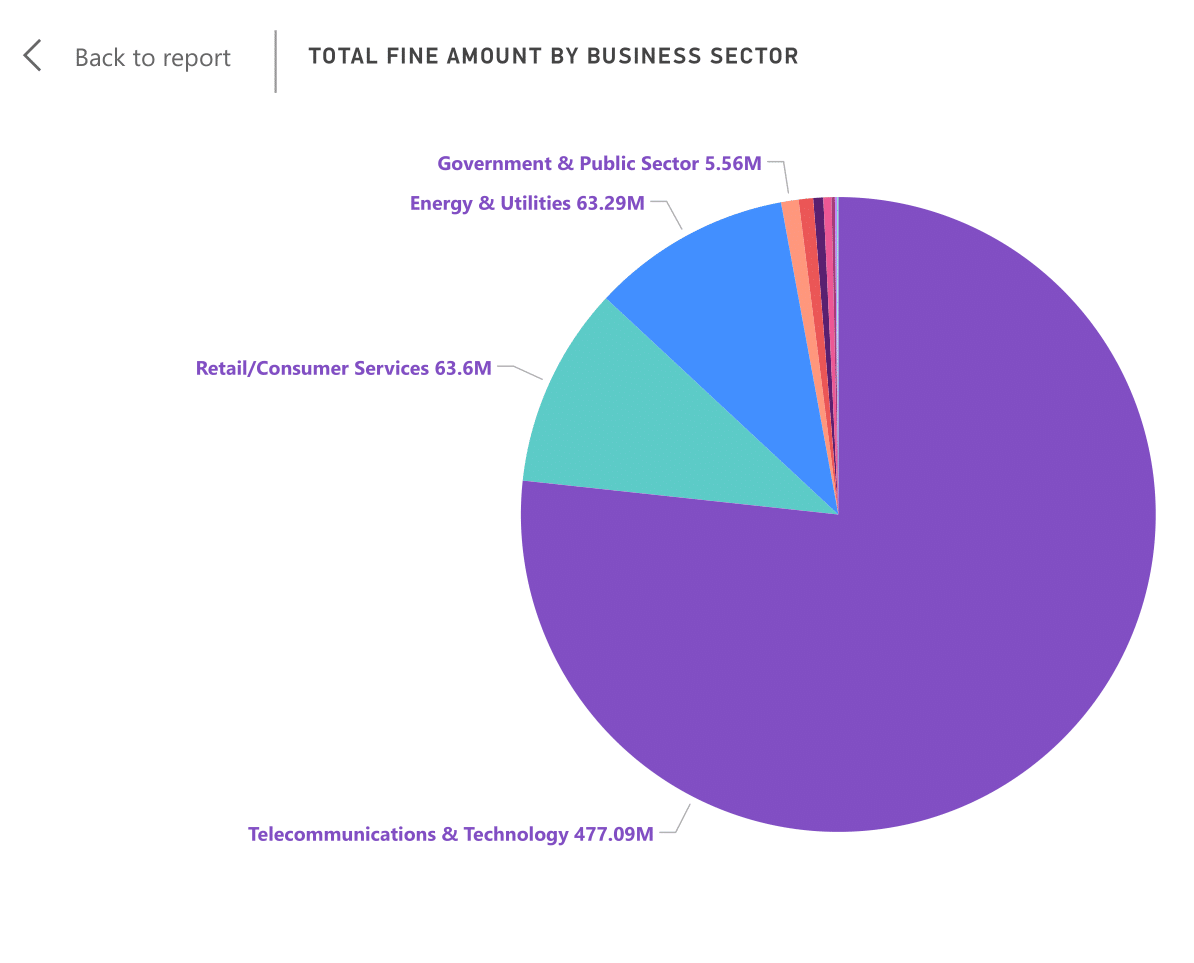 Back to report
TOTAL FINE AMOUNT BY BUSINESS SECTOR
Government & Public Sector 5.56M
Energy & Utilities 63.29M
Retail/Consumer Services 63.6M
Telecommunications & Technology 477.09M